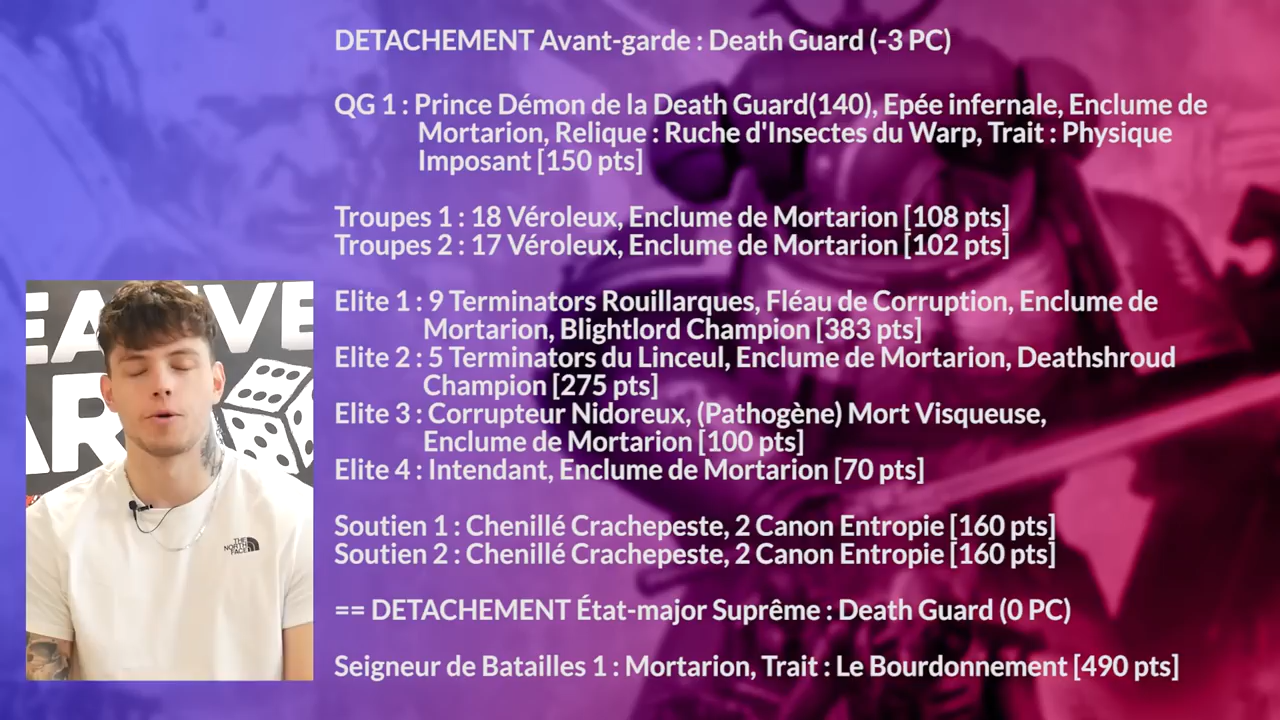 DETACHEMENT Avant-garde : Death Guard (-3 PC)
QG 1 : Prince Démon de la Death Guard(140), Epée infernale, Enclume de
Mortarion, Relique : Ruche d'Insectes du Warp, Trait : Physique
Imposant [150 pts]
Troupes 1 : 18 Véroleux, Enclume de Mortarion [108 pts]
Troupes 2 : 17 Véroleux, Enclume de Mortarion [102 pts]
Elite 1 : 9 Terminators Rouillarques, Fléau de Corruption, Enclume de
Mortarion, Blightlord Champion [383 pts]
Elite 2 : 5 Terminators du Linceul, Enclume de Mortarion, Deathshroud
Champion [275 pts]
Elite 3 : Corrupteur Nidoreux, (Pathogène) Mort Visqueuse,
Enclume de Mortarion [100 pts]
Elite 4 : Intendant, Enclume de Mortarion [70 pts]
Soutien 1 : Chenillé Crachepeste, 2 Canon Entropie [160 pts]
Soutien 2 : Chenillé Crachepeste, 2 Canon Entropie [160 pts]
== DETACHEMENT État-major Suprême : Death Guard (0 PC)
Seigneur de Batailles 1 : Mortarion, Trait : Le Bourdonnement [490 pts]
THE
NORTH
FACE